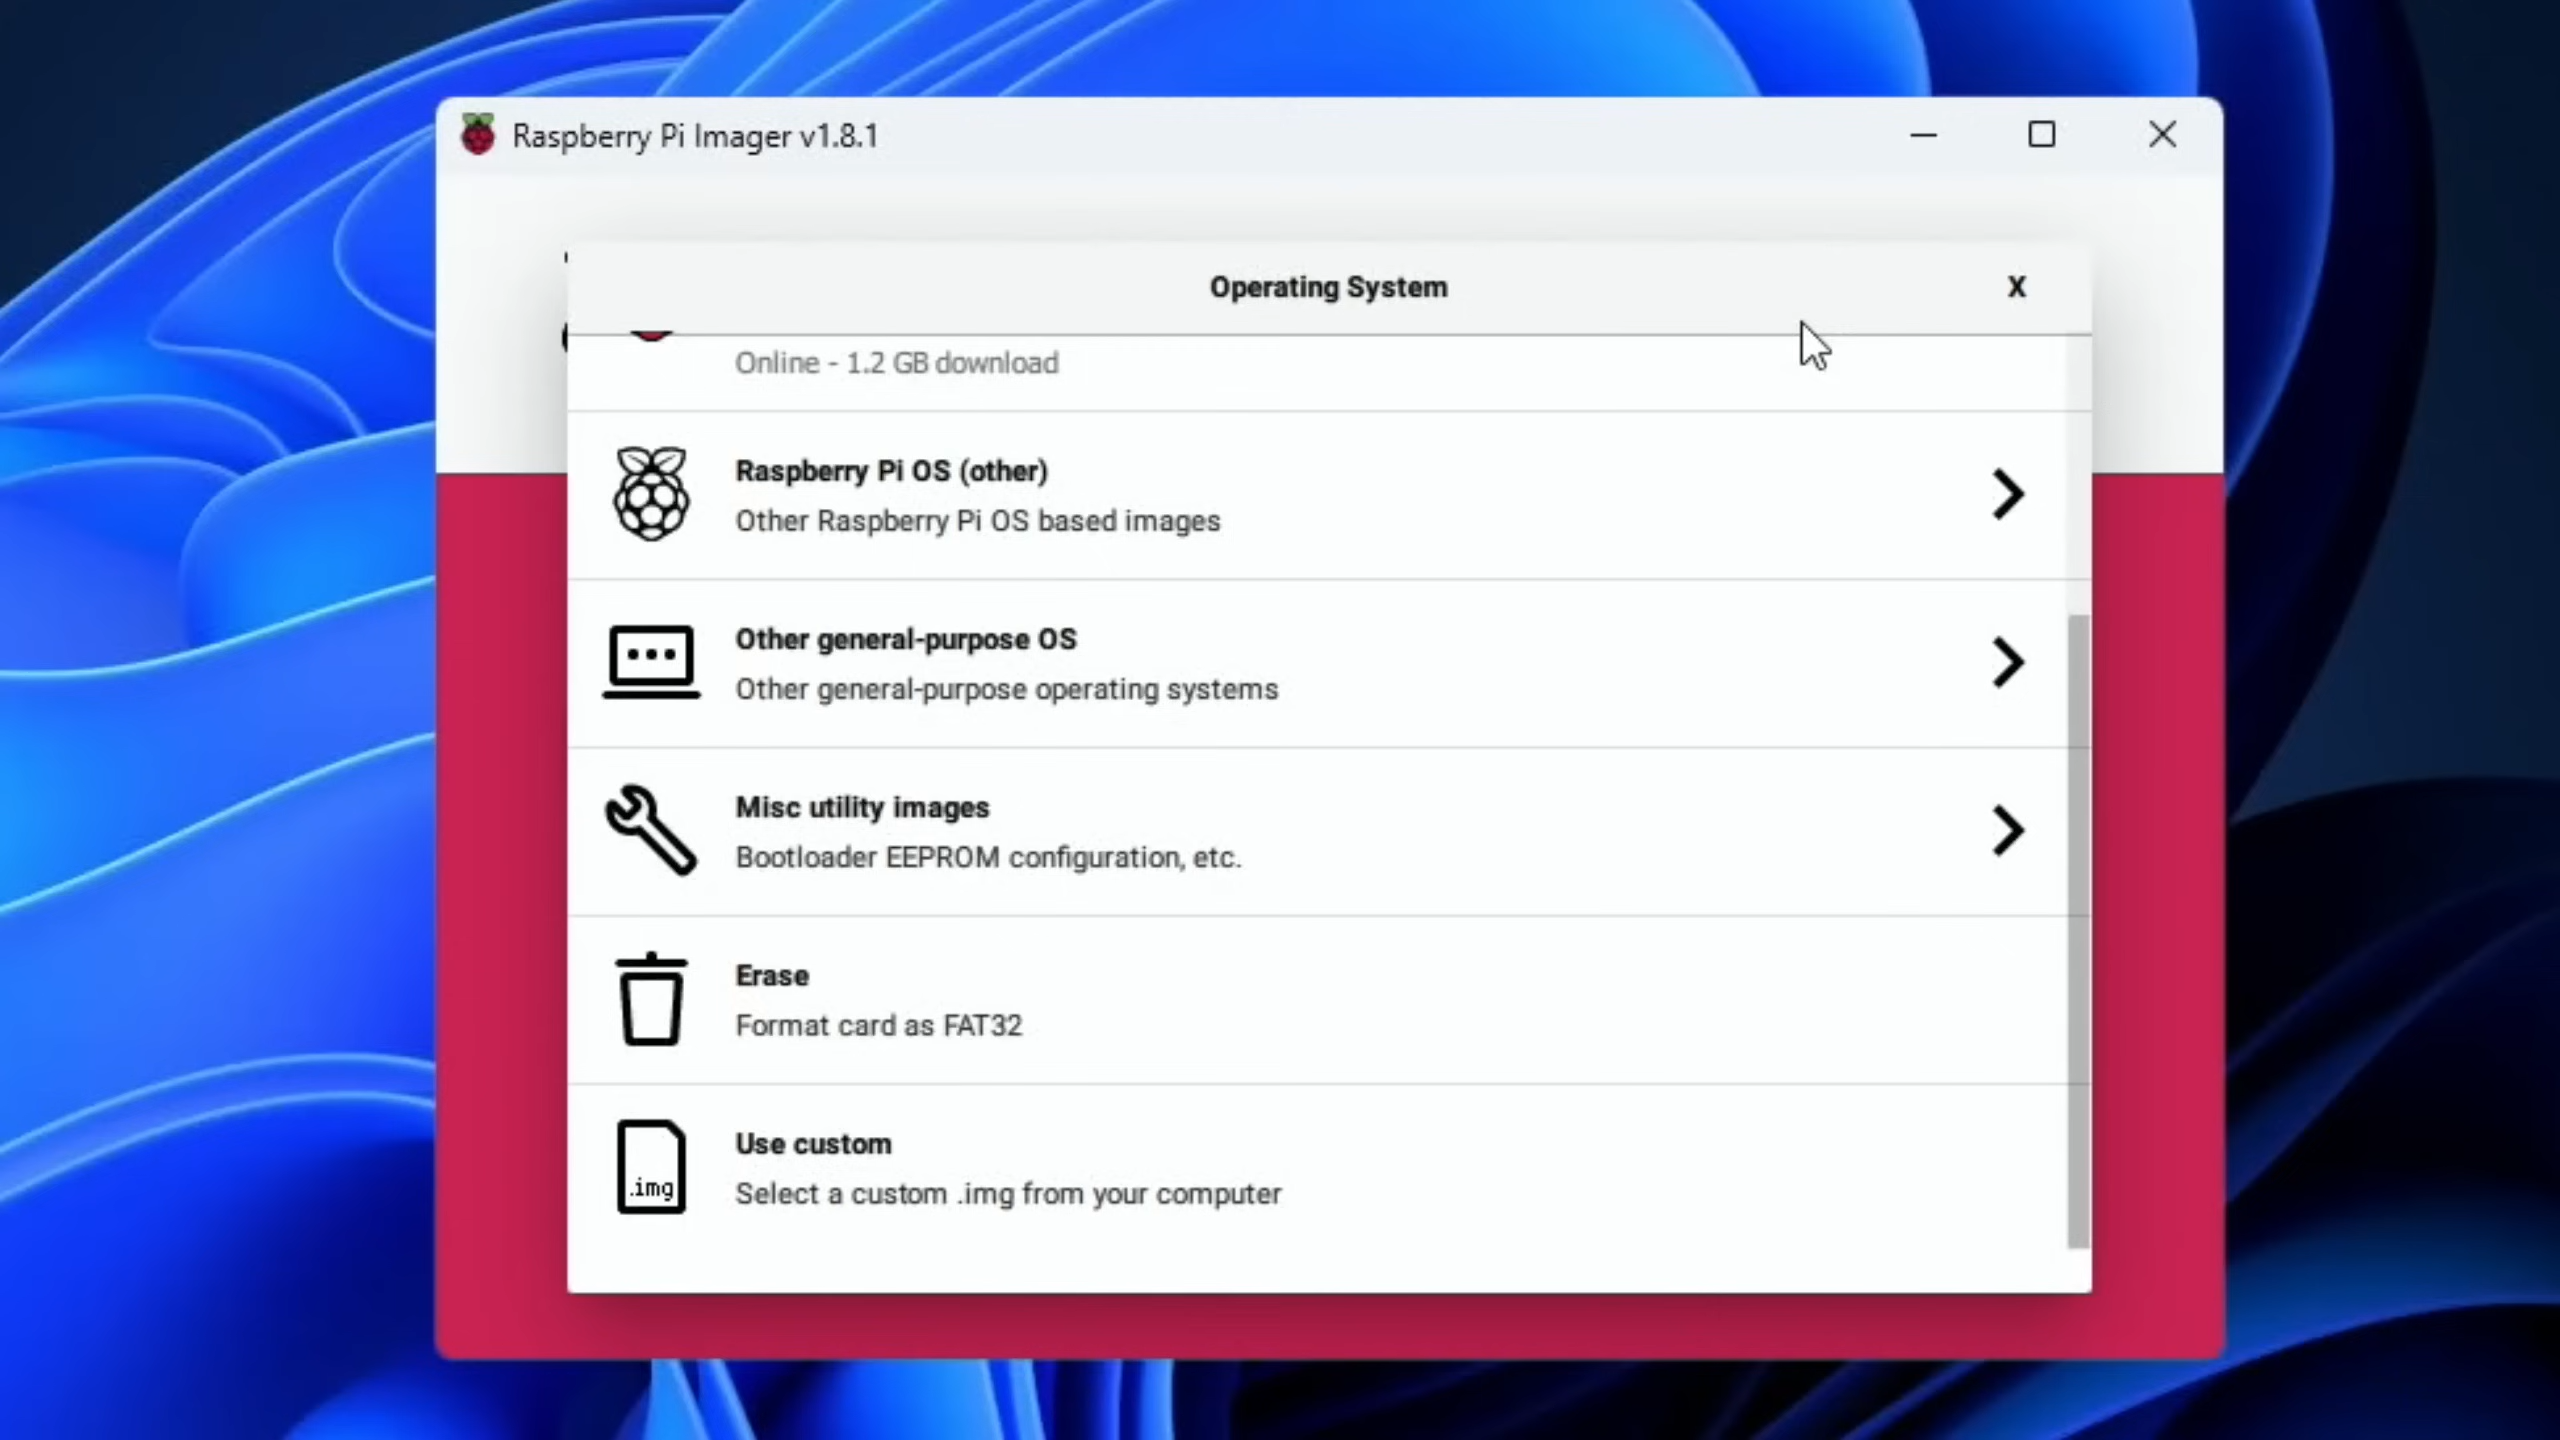 Raspberry Pi Imager v1.8.1
Operating System
X
Online - 1.2 GB download
Raspberry Pi OS (other)
Other Raspberry Pi OS based images
Other general-purpose OS
Other general-purpose operating systems
Misc utility images
Bootloader EEPROM configuration, etc.
Erase
Format card as FAT32
Use custom
.img
Select a custom .img from your computer